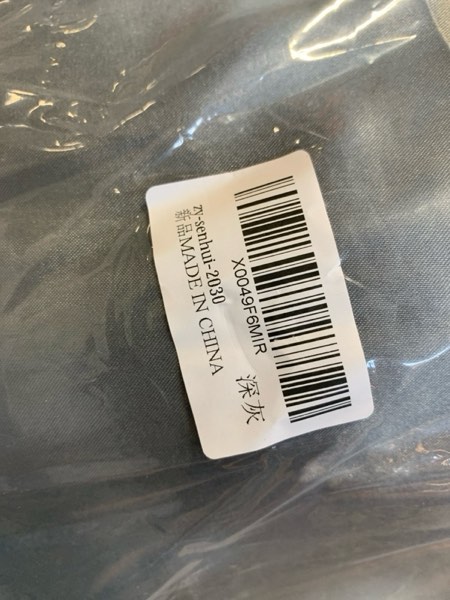 X0049F6MIR
zy-senhui-2030
新品MADE IN CHINA
深灰